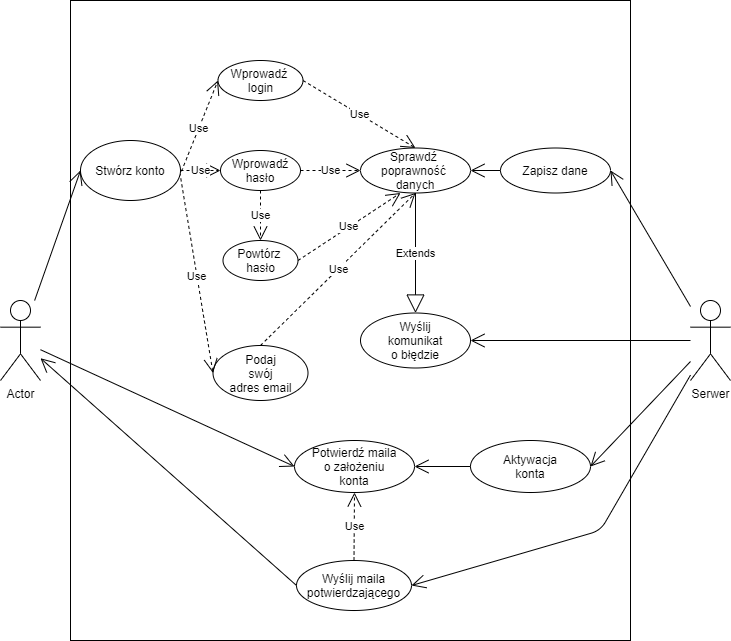 Wprowadź
login
Use
Use
Stwórz konto
Use
Wprowadź
hasło
Use
Sprawdź
poprawność
danych
Zapisz dane
Use
Use
Powtórz
hasło
Extends
Use
Use
Wyślij
komunikat
o błędzie
Podaj
swój
adres email
Actor
Serwer
Potwierdź maila
o założeniu
konta
Aktywacja
konta
Use
Wyślij maila
potwierdzającego